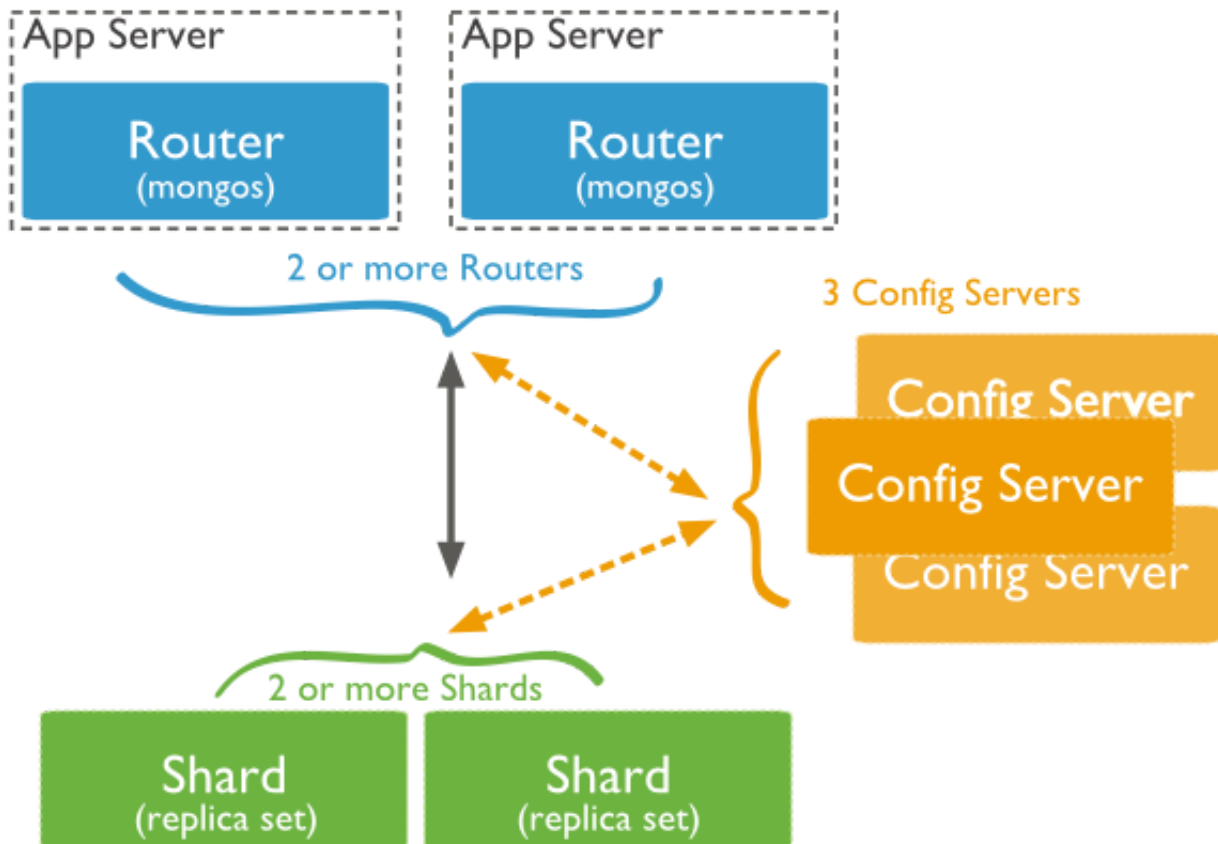 App Server
App Server
Router
(mongos)
Router
(mongos)
2 or more Routers
3 Config Servers
Config Server
Config Server
Config Server
2 or more Shards
Shard
(replica set)
Shard
(replica set)